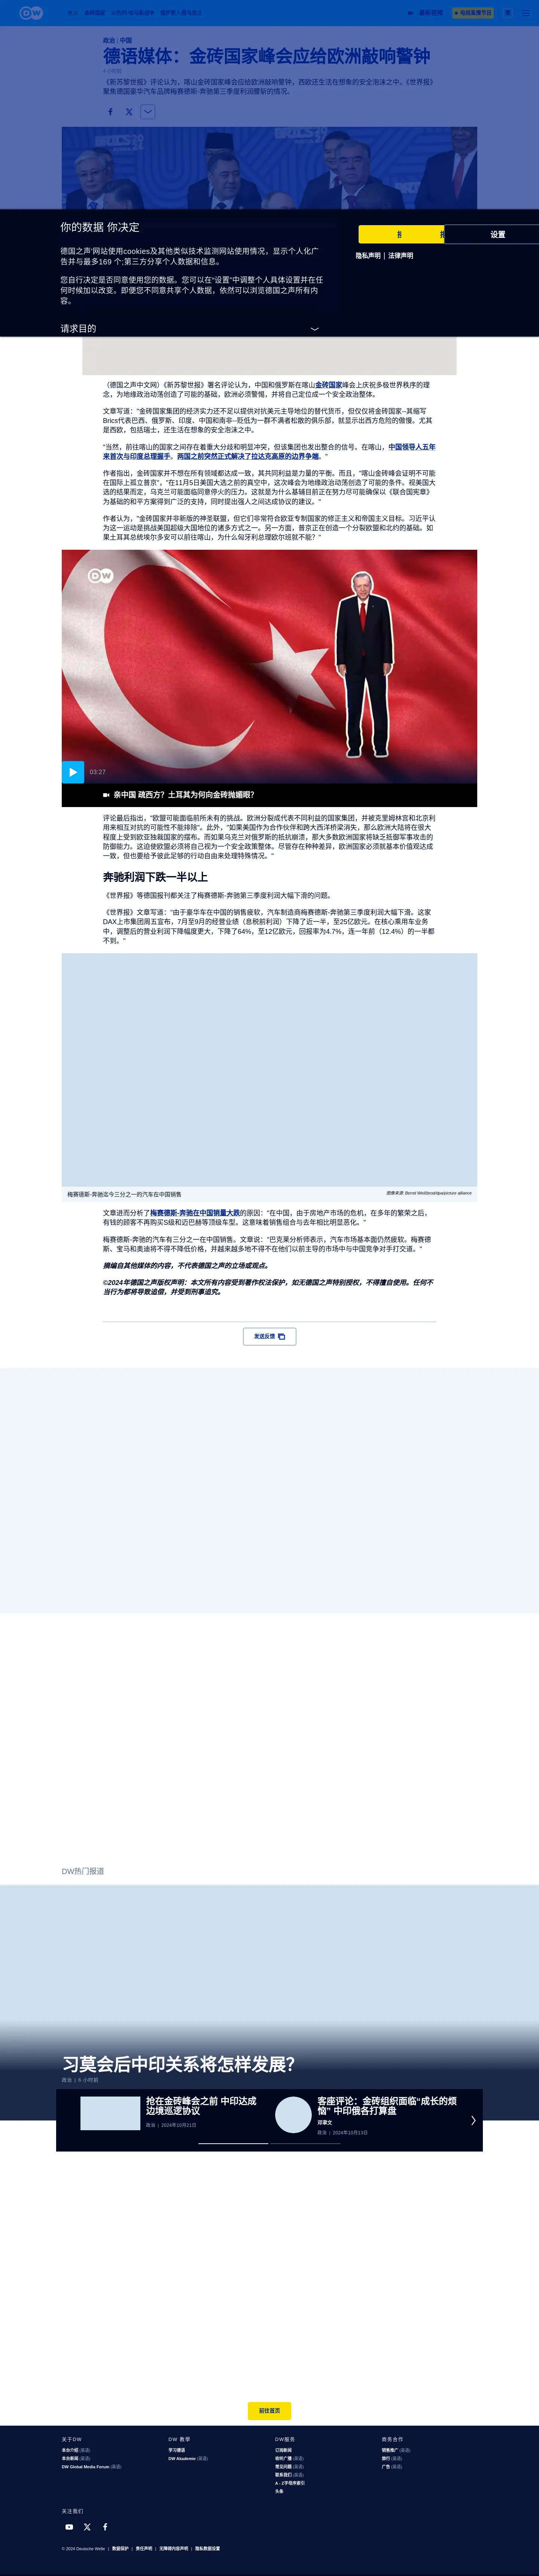 DW
最新视频
政治 | 中国
德语媒体：金砖国家峰会应给欧洲敲响警钟
4 小时前
《新苏黎世报》评论认为，喀山金砖国家峰会应给欧洲敲响警钟，西欧还生活在想象的安全泡沫之中。《世界报》
聚焦德国豪华汽车品牌梅赛德斯-奔驰第三季度利润骤斩的情况。
你的数据 你决定
设置
德国之声'网站使用cookies及其他类似技术监测网站使用情况，显示个人化广
告并与最多169 个;第三方分享个人数据和信息。
隐私声明 | 法律声明
您自行决定是否同意使用您的数据。您可以在"设置"中调整个人具体设置并在任
何时候加以改变。即便您不同意共享个人数据，依然可以浏览德国之声所有内
容。
请求目的
（德国之声中文网）《新苏黎世报》署名评论认为，中国和俄罗斯在喀山金砖国家峰会上庆祝多极世界秩序的理
念，为地缘政治动荡创造了可能的基础，欧洲必须警惕，并将自己定位成一个安全政治整体。
文章写道："金砖国家集团的经济实力还不足以提供对抗美元主导地位的替代货币，但仅仅将金砖国家--其缩写
Brics代表巴西、俄罗斯、印度、中国和南非--贬低为一群不满者松散的俱乐部，就显示出西方危险的傲慢。尤其
是西欧，包括瑞士，还生活在想象的安全泡沫之中。
"当然，前往喀山的国家之间存在着重大分歧和明显冲突，但该集团也发出整合的信号。在喀山，中国领导人五年
来首次与印度总理握手。两国之前突然正式解决了拉达克高原的边界争端。"
作者指出，金砖国家并不想在所有领域都达成一致，其共同利益是力量的平衡。而且，"喀山金砖峰会证明不可能
在国际上孤立普京"，"在11月5日美国大选之前的真空中，这次峰会为地缘政治动荡创造了可能的条件。视美国大
选的结果而定，乌克兰可能面临同意停火的压力。这就是为什么基辅目前正在努力尽可能确保以《联合国宪章》
为基础的和平方案得到广泛的支持，同时提出强人之间达成协议的建议。"
作者认为，"金砖国家并非新版的神圣联盟，但它们非常符合欧亚专制国家的修正主义和帝国主义目标。习近平认
为这一运动是挑战美国超级大国地位的诸多方式之一。另一方面，普京正在创造一个分裂欧盟和北约的基础。如
果土耳其总统埃尔多安可以前往喀山，为什么匈牙利总理欧尔班就不能？"
DW
03:27
亲中国 疏西方？土耳其为何向金砖抛媚眼？
评论最后指出，"欧盟可能面临前所未有的挑战。欧洲分裂成代表不同利益的国家集团，并被克里姆林宫和北京利
用来相互对抗的可能性不能排除"。此外，"如果美国作为合作伙伴和跨大西洋桥梁消失，那么欧洲大陆将在很大
程度上受到欧亚独裁国家的摆布。而如果乌克兰对俄罗斯的抵抗崩溃，那大多数欧洲国家将缺乏抵御军事攻击的
防御能力。这迫使欧盟必须将自己视为一个安全政策整体。尽管存在种种差异，欧洲国家必须就基本价值观达成
一致，但也要给予彼此足够的行动自由来处理特殊情况。"
奔驰利润下跌一半以上
《世界报》等德国报刊都关注了梅赛德斯-奔驰第三季度利润大幅下滑的问题。
《世界报》文章写道："由于豪华车在中国的销售疲软，汽车制造商梅赛德斯-奔驰第三季度利润大幅下滑。这家
DAX上市集团周五宣布，7月至9月的经营业绩（息税前利润）下降了近一半，至25亿欧元。在核心乘用车业务
中，调整后的营业利润下降幅度更大，下降了64%，至12亿欧元，回报率为4.7%，连一年前（12.4%）的一半都
不到。"
梅赛德斯-奔驰迄今三分之一的汽车在中国销售
图像来源: Bernd Weißbrod/dpa/picture alliance
文章进而分析了梅赛德斯-奔驰在中国销量大跌的原因："在中国，由于房地产市场的危机，在多年的繁荣之后，
有钱的顾客不再购买S级和迈巴赫等顶级车型。这意味着销售组合与去年相比明显恶化。"
梅赛德斯-奔驰的汽车有三分之一在中国销售。文章说："巴克莱分析师表示，汽车市场基本面仍然疲软。梅赛德
斯、宝马和奥迪将不得不降低价格，并越来越多地不得不在他们以前主导的市场中与中国竞争对手打交道。"
摘编自其他媒体的内容，不代表德国之声的立场或观点。
©2024年德国之声版权声明：本文所有内容受到著作权法保护，如无德国之声特别授权，不得擅自使用。任何不
当行为都将导致追偿，并受到刑事追究。
发送反馈
DW热门报道
习莫会后中印关系将怎样发展？
政治 | 6 小时前
抢在金砖峰会之前 中印达成
边境巡逻协议
政治 | 2024年10月21日
客座评论：金砖组织面临"成长的烦
恼" 中印俄各打算盘
邓聿文
政治 | 2024年10月13日
前往首页
关于DW
本台介绍 (英语)
本台新闻 (英语)
DW Global Media Forum (英语)
DW 教學
学习德语
DW Akademie (英语)
DW服务
订阅新闻
收听广播 (英语)
常见问题 (英语)
联系我们 (英语)
A - Z字母序索引
头条
商务合作
销售推广 (英语)
旅行 (英语)
广告 (英语)
关注我们
© 2024 Deutsche Welle | 数据保护 | 责任声明 | 无障碍内容声明 | 隐私数据设置